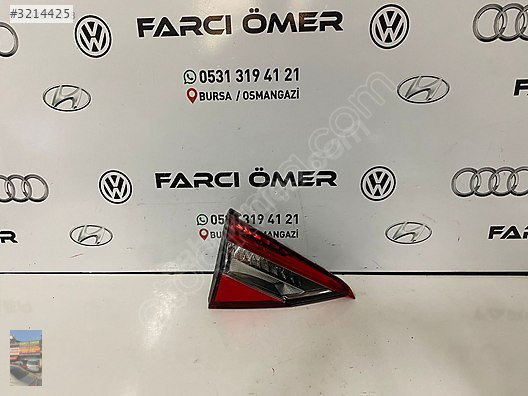 #3214425
FARCI ÖMER
0531 319 41 21
BURSA / OSMANGAZİ
FARCI ÖMER
0531 319 41 21
BURSA / OSMANGAZİ